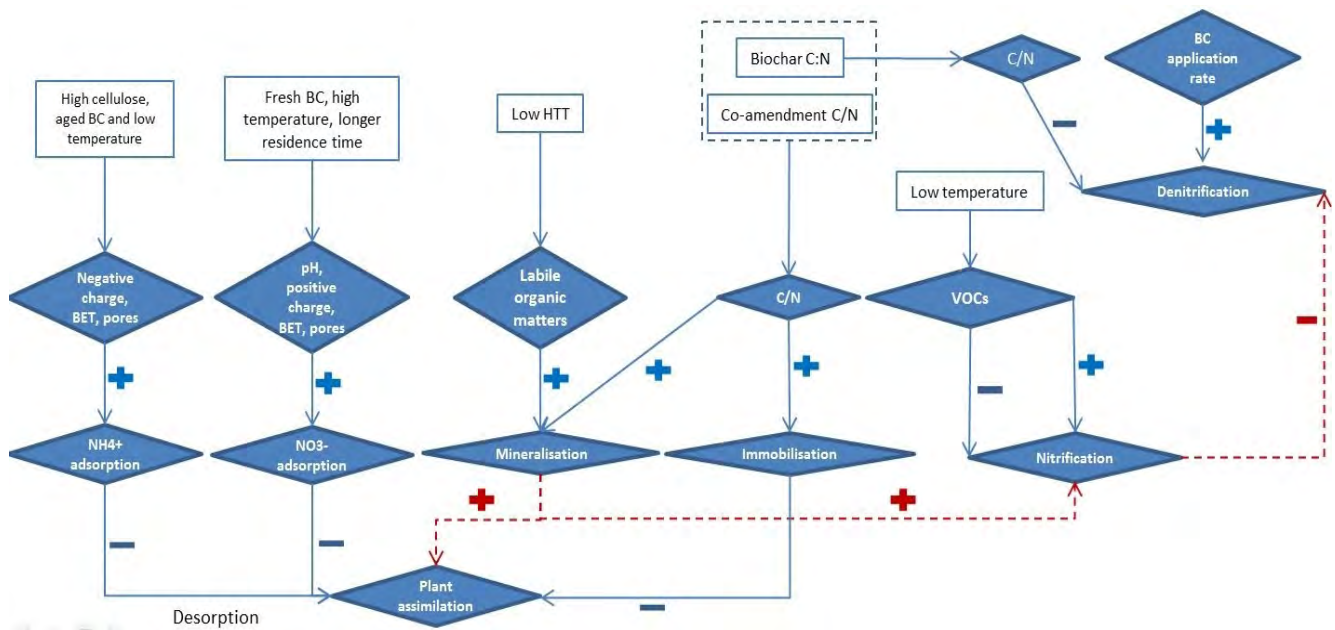 High cellulose,
aged BC and low
temperature
Fresh BC, high
temperature, longer
residence time
Low HTT
Biochar C:N
Co-amendment C/N
C/N
BC
application
rate
Denitrification
Low temperature
Negative
charge,
BET, pores
pH,
positive
charge,
BET, pores
Labile
organic
matters
C/N
VOCs
NH4+
adsorption
NO3-
adsorption
Mineralisation
Immobilisation
Nitrification
Plant
assimilation
Desorption